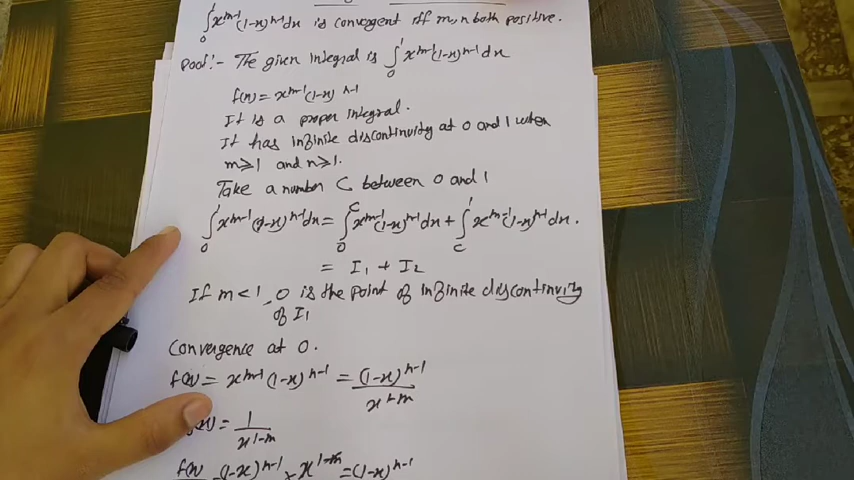 ∫₀¹ x^{m-1}(1-x)^{n-1}dx is convergent iff m, n both positive.
Poof:- The given integral is ∫₀¹ x^{m-1}(1-x)^{n-1} dx
f(x) = x^{m-1}(1-x)^{n-1}
It is a proper integral.
It has infinite discontinuity at 0 and 1 when
m≥1 and n≥1.
Take a number C between 0 and 1
∫₀¹ x^{m-1}(1-x)^{n-1}dx = ∫₀^C x^{m-1}(1-x)^{n-1}dx + ∫_C^1 x^{m-1}(1-x)^{n-1}dx.
= I₁ + I₂
If m<1, 0 is the point of infinite discontinuity
of I₁
Convergence at 0.
f(x) = x^{m-1}(1-x)^{n-1} = (1-x)^{n-1}/x^{1-m}
= 1/x^{1-m}
f(x) = (1-x)^{n-1} × x^{1-m} = (1-x)^{n-1}